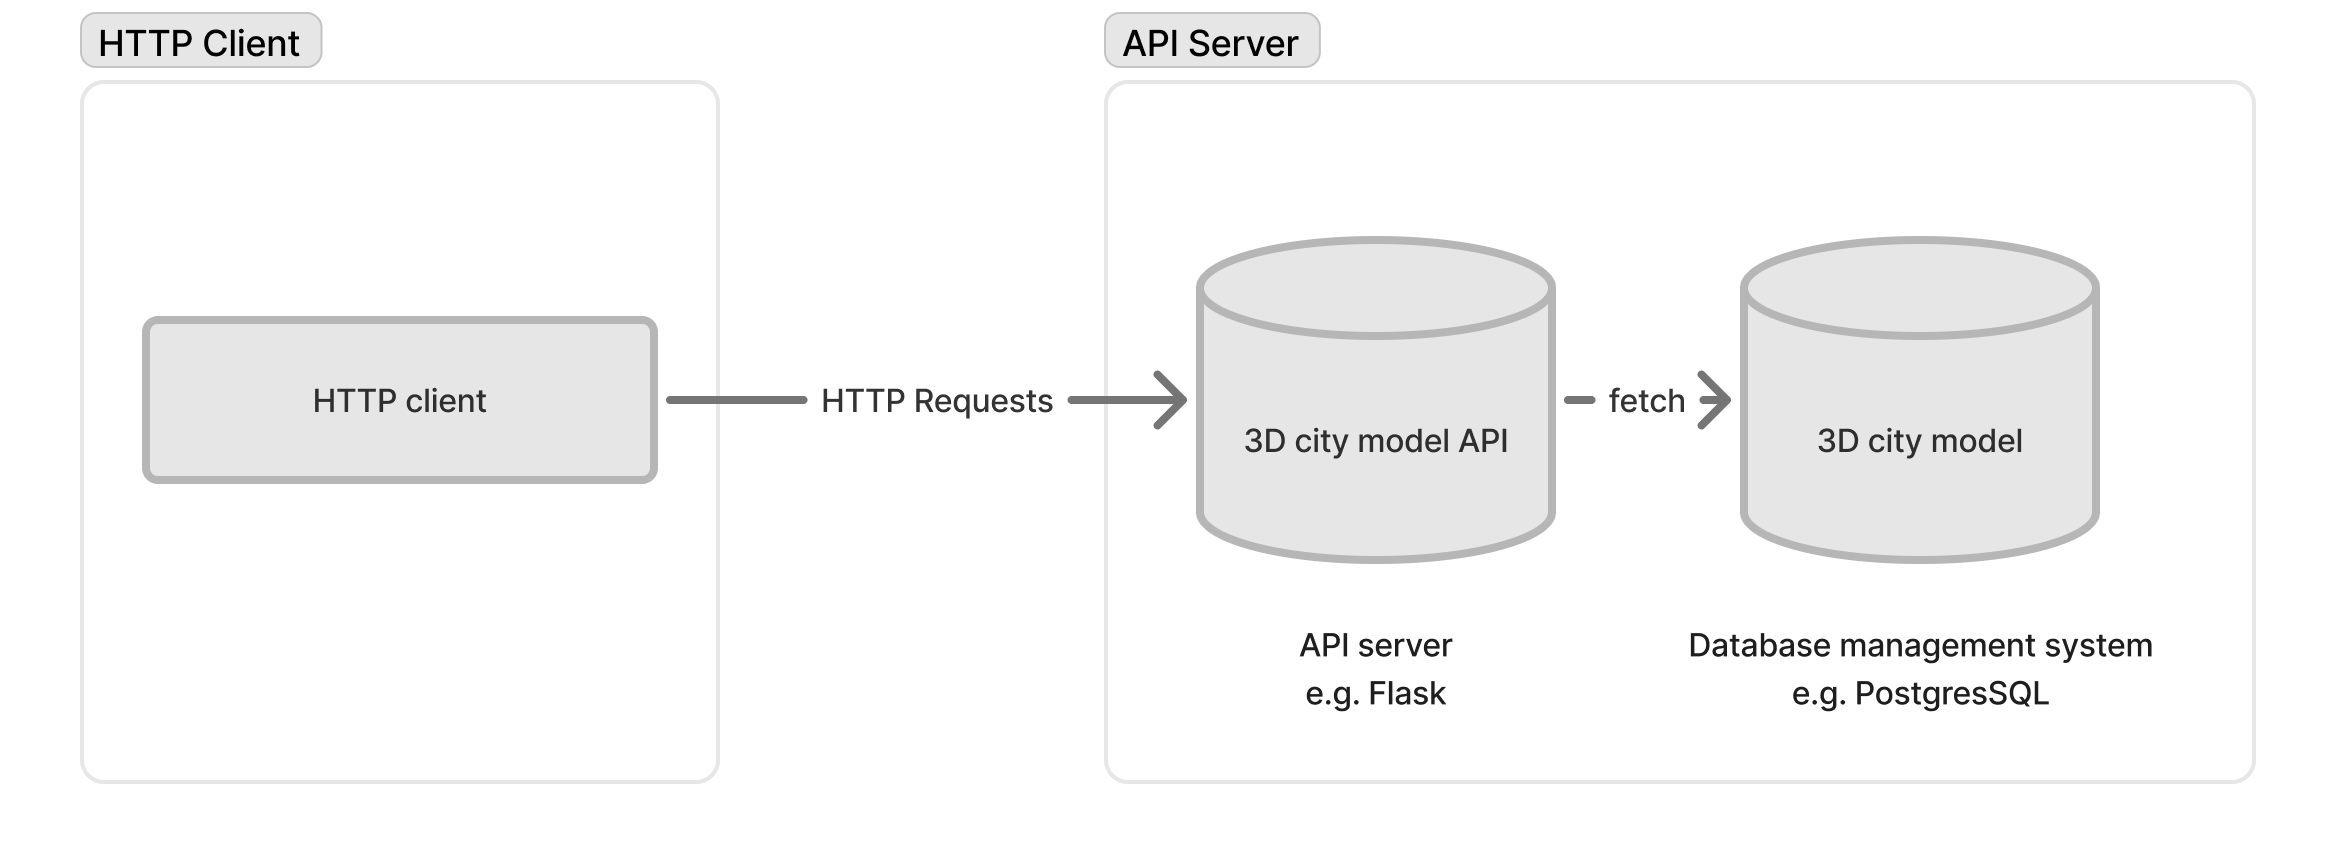 HTTP Client
API Server
HTTP client
HTTP Requests
3D city model API
fetch
3D city model
API server
e.g. Flask
Database management system
e.g. PostgresSQL